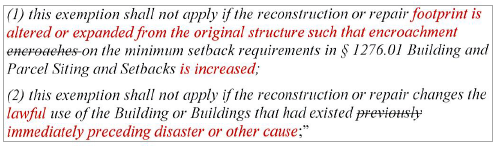 (1) this exemption shall not apply if the reconstruction or repair footprint is
altered or expanded from the original structure such that encroachment
encroaches on the minimum setback requirements in § 1276.01 Building and
Parcel Siting and Setbacks is increased;
(2) this exemption shall not apply if the reconstruction or repair changes the
lawful use of the Building or Buildings that had existed previously
immediately preceding disaster or other cause;”